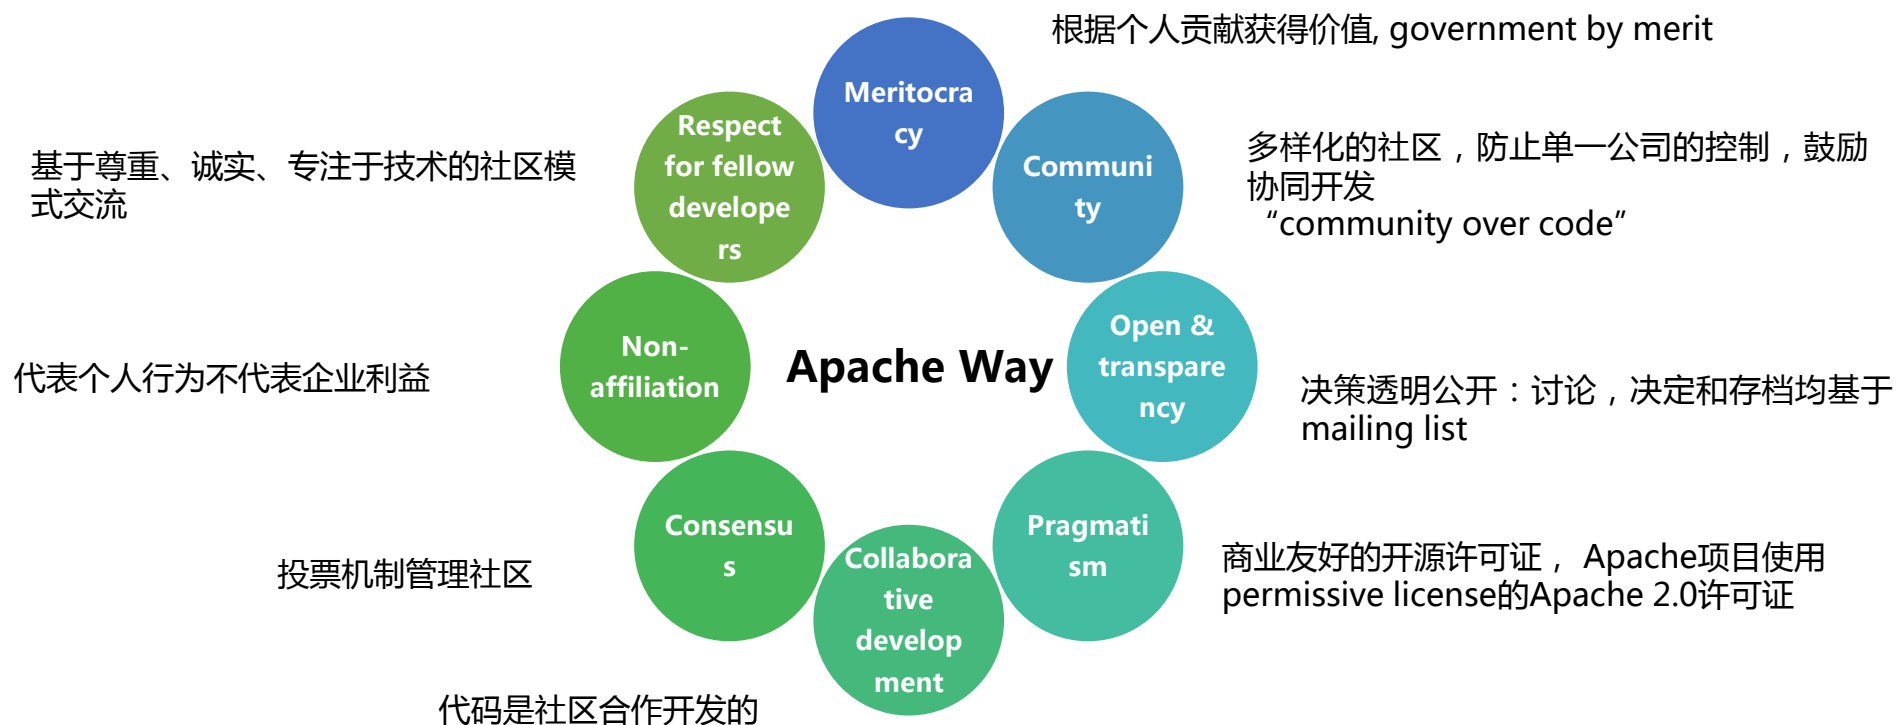 根据个人贡献获得价值, government by merit
Meritocra
cy
Respect
for fellow
develope
rs
基于尊重、诚实、专注于技术的社区模
式交流
Communi
ty
多样化的社区，防止单一公司的控制，鼓励
协同开发
“community over code”
Non-
affiliation
代表个人行为不代表企业利益
Apache Way
Open &
transpare
ncy
决策透明公开：讨论，决定和存档均基于
mailing list
Consensu
s
投票机制管理社区
Collabora
tive
develop
ment
代码是社区合作开发的
Pragmati
sm
商业友好的开源许可证， Apache项目使用
permissive license的Apache 2.0许可证